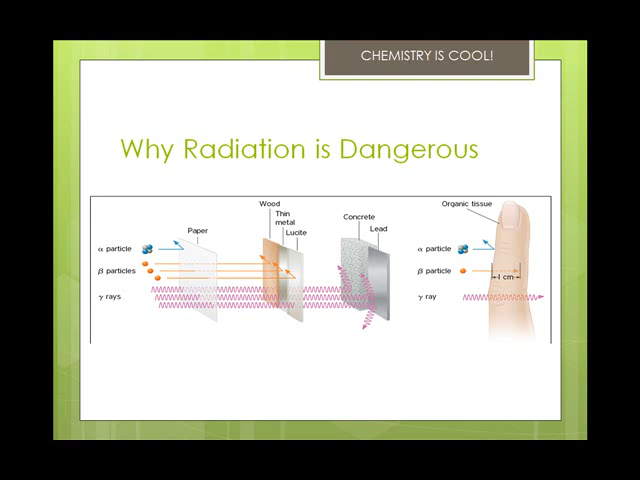 CHEMISTRY IS COOL!
Why Radiation is Dangerous
Wood
Thin
metal
Lucite
Paper
Concrete
Lead
α particle
β particles
γ rays
Organic tissue
α particle
β particle
1 cm
γ ray